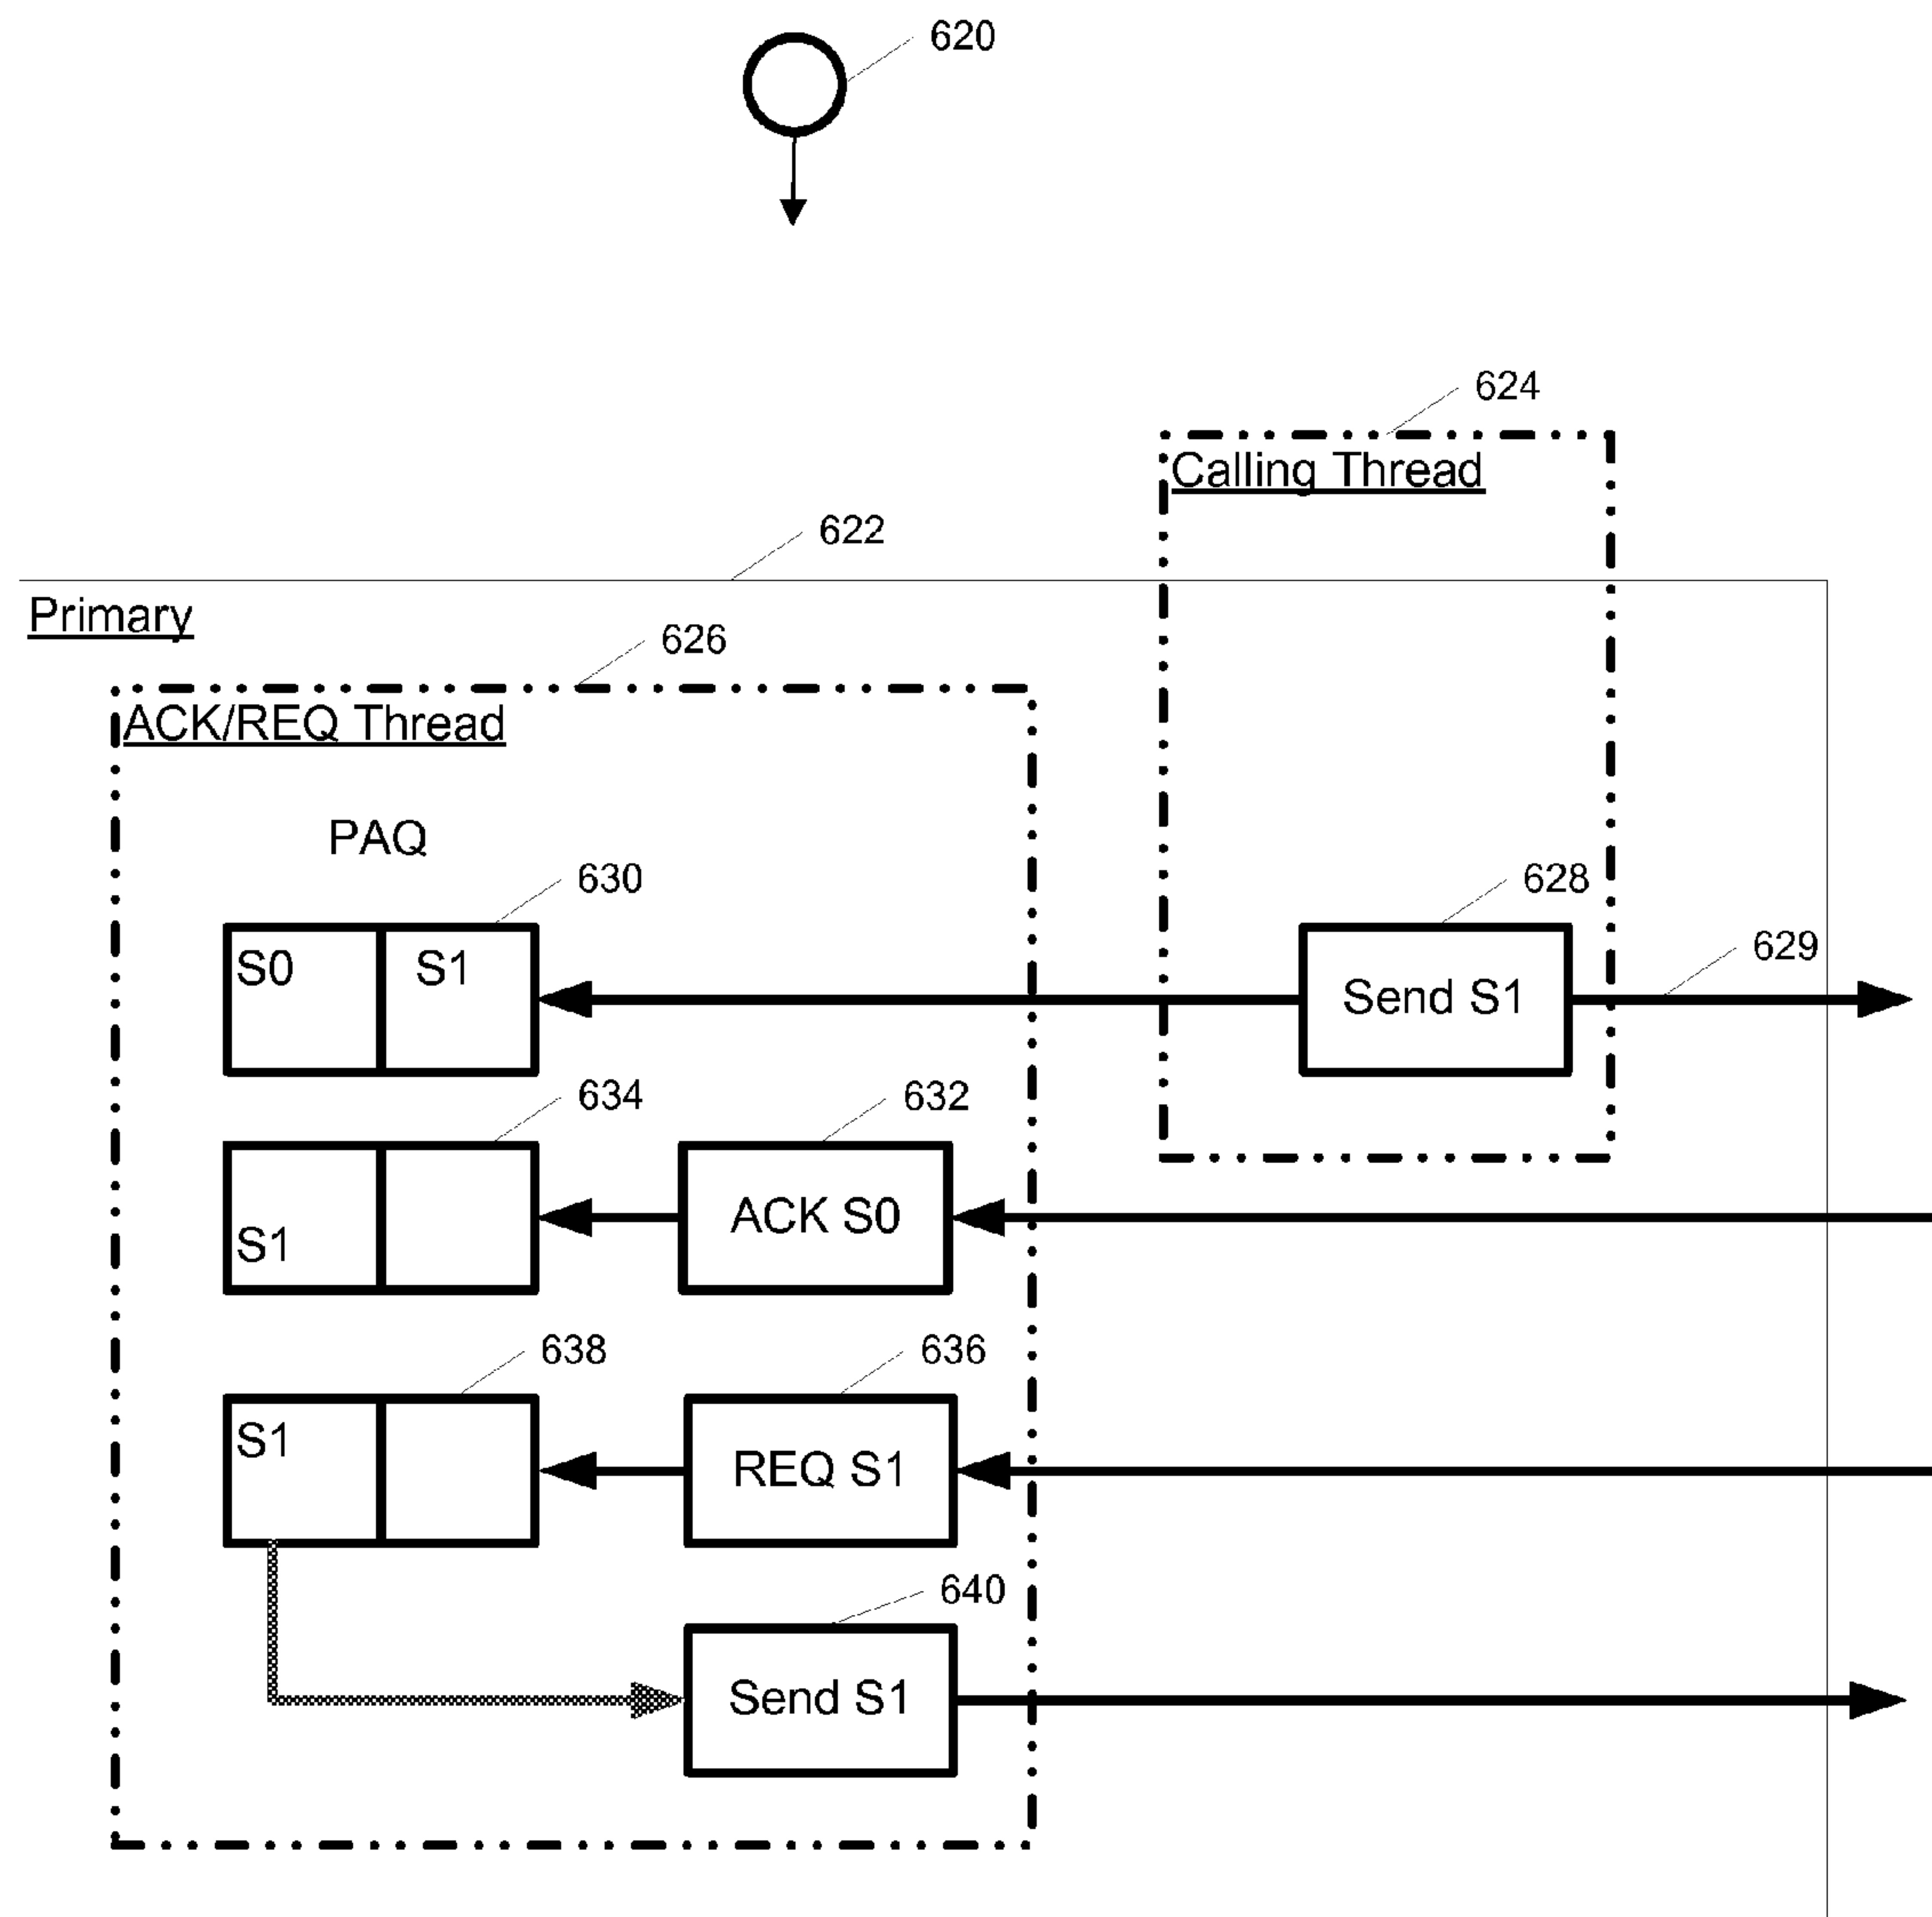 620
624
Calling Thread
622
Primary
626
ACK/REQ Thread
PAQ
630
628
S0 S1
Send S1
629
634
632
S1
ACK S0
638
636
S1
REQ S1
640
Send S1